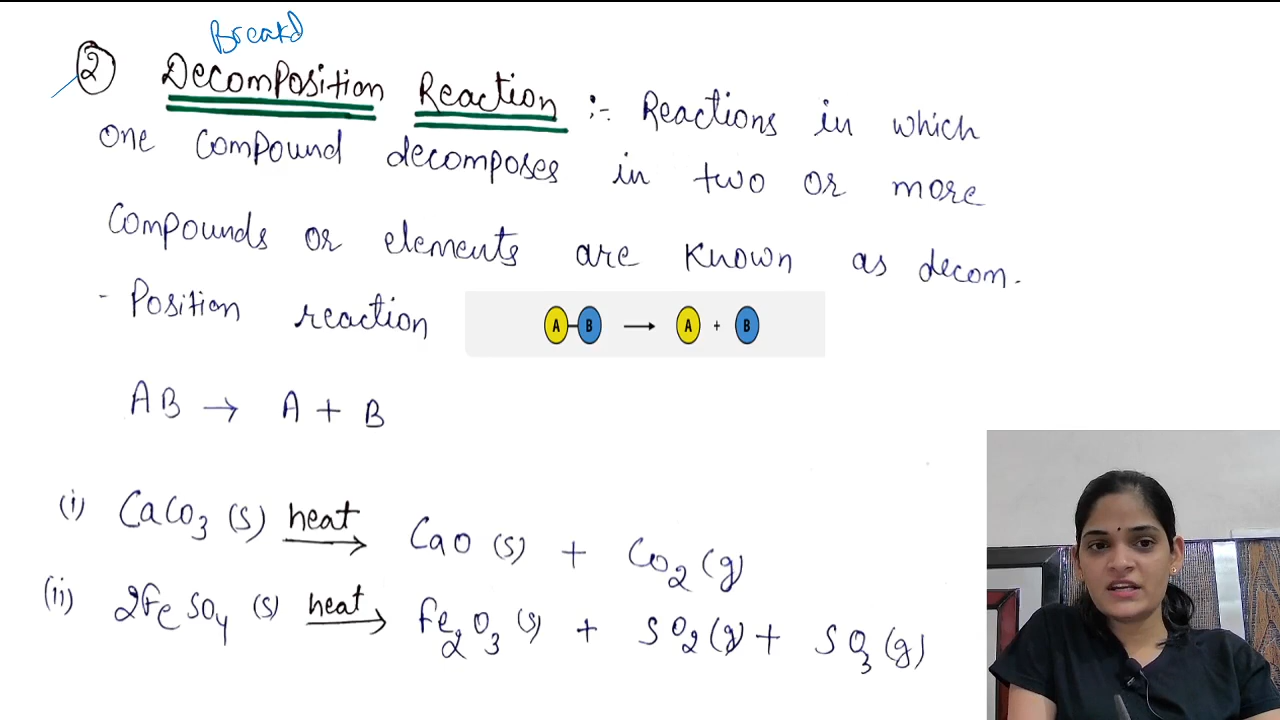 Breakd
② Decomposition Reaction :- Reactions in which
one compound decomposes in two or more
compounds or elements are known as decom.
- Position reaction
A B → A + B
AB → A + B
(i) CaCO₃ (s) heat→ CaO (s) + CO₂ (g)
(ii) 2FeSO₄ (s) heat→ Fe₂O₃ (s) + SO₂ (g) + SO₃ (g)